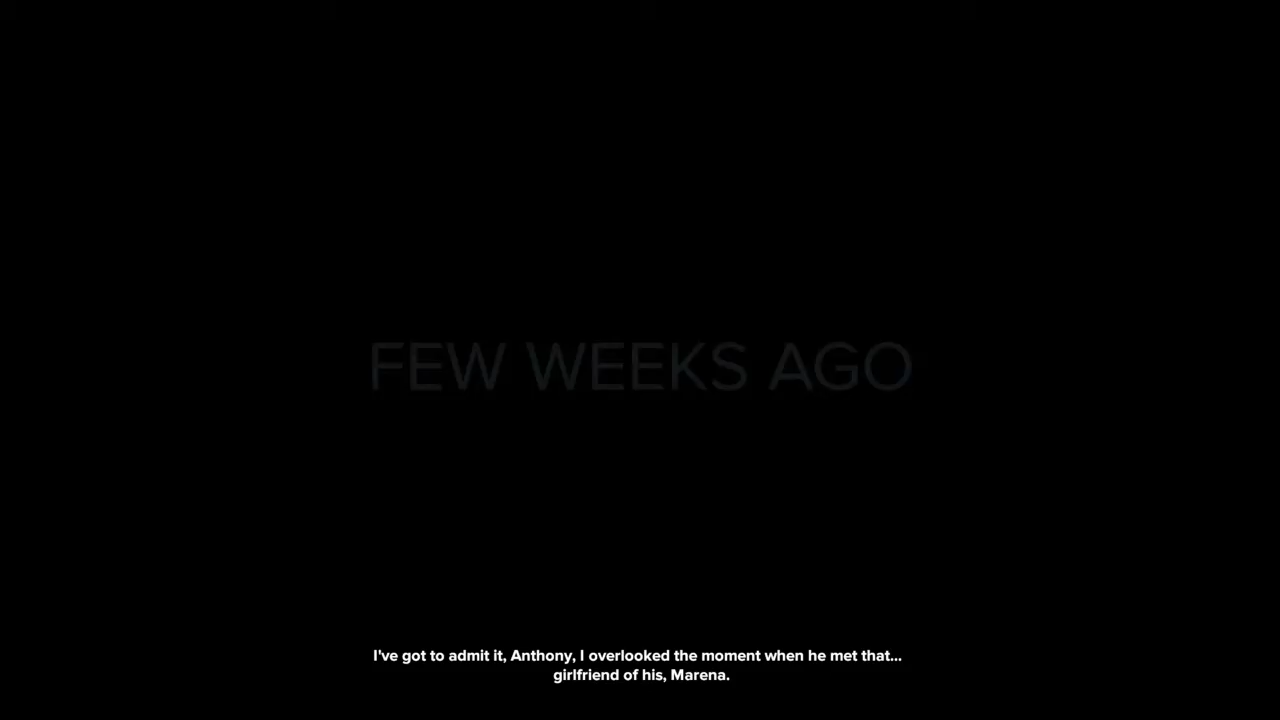 FEW WEEKS AGO
I've got to admit it, Anthony, I overlooked the moment when he met that...
girlfriend of his, Marena.